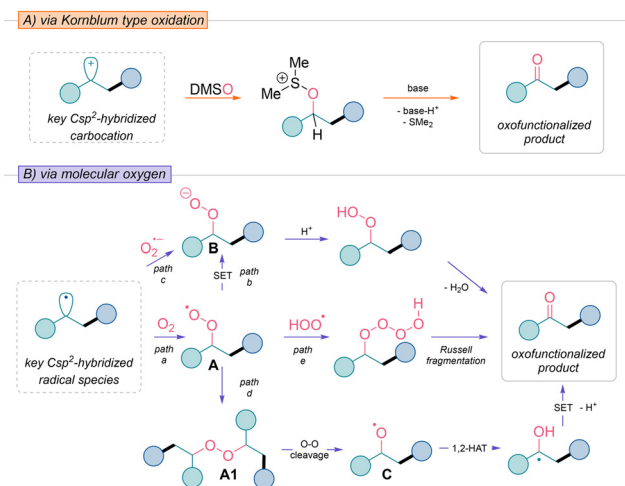 A) via Kornblum type oxidation
+
key Csp2-hybridized
carbocation
DMSO
Me
Me
S
+
O
H
base
- base-H+
- SMe2
O
oxofunctionalized
product
B) via molecular oxygen
key Csp2-hybridized
radical species
O2•−
path
c
⊖
O
O
B
SET
path
b
H+
HO
O
- H2O
O2
path
a
•O
O
A
HOO•
path
e
O
O
O
O
H
Russell
fragmentation
O
oxofunctionalized
product
path
d
O
O
A1
O-O
cleavage
•O
C
1,2-HAT
OH
•
SET - H+